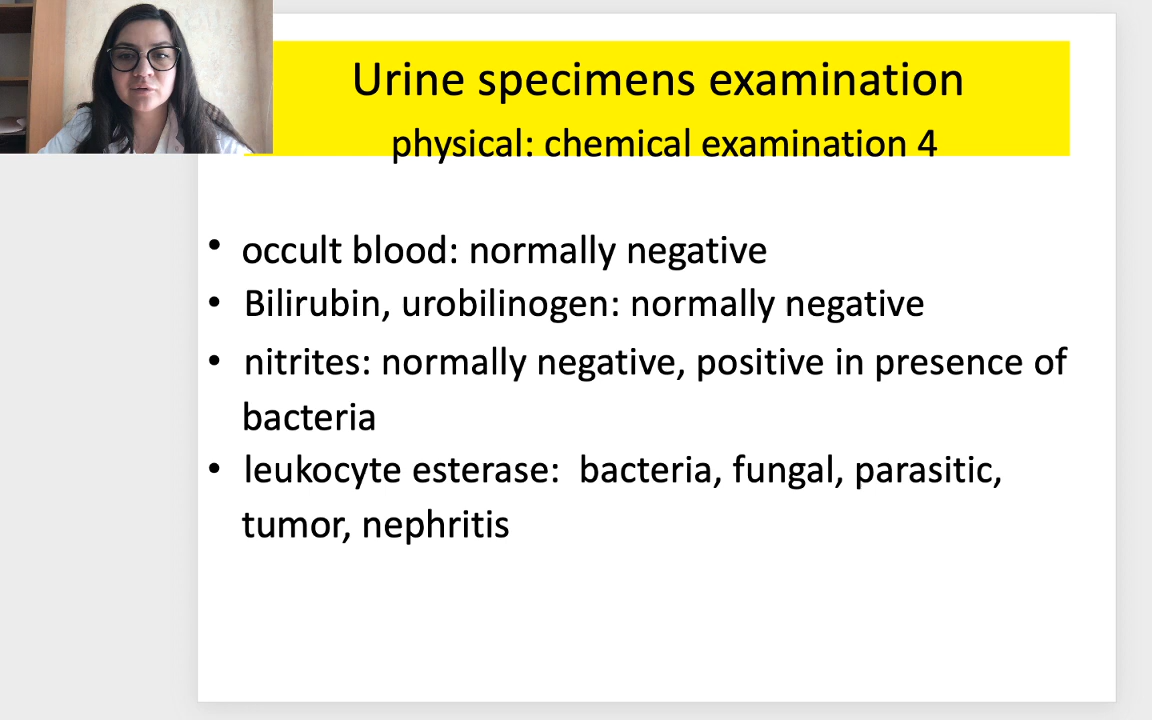 Urine specimens examination
physical: chemical examination 4
• occult blood: normally negative
• Bilirubin, urobilinogen: normally negative
• nitrites: normally negative, positive in presence of
bacteria
• leukocyte esterase:  bacteria, fungal, parasitic,
tumor, nephritis